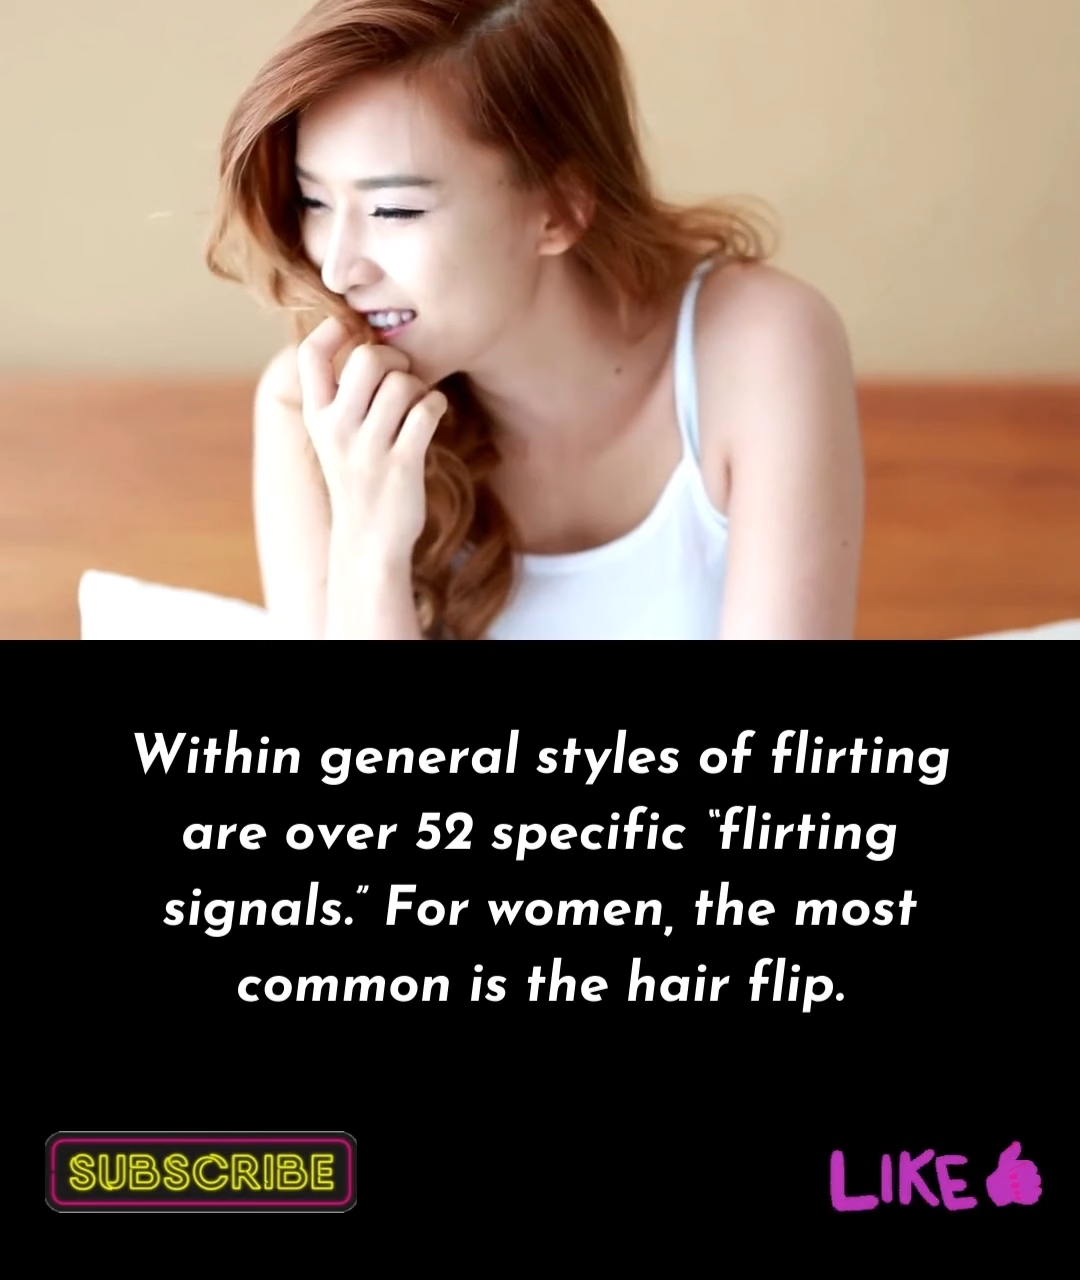 Within general styles of flirting
are over 52 specific “flirting
signals.” For women, the most
common is the hair flip.
SUBSCRIBE
LIKE